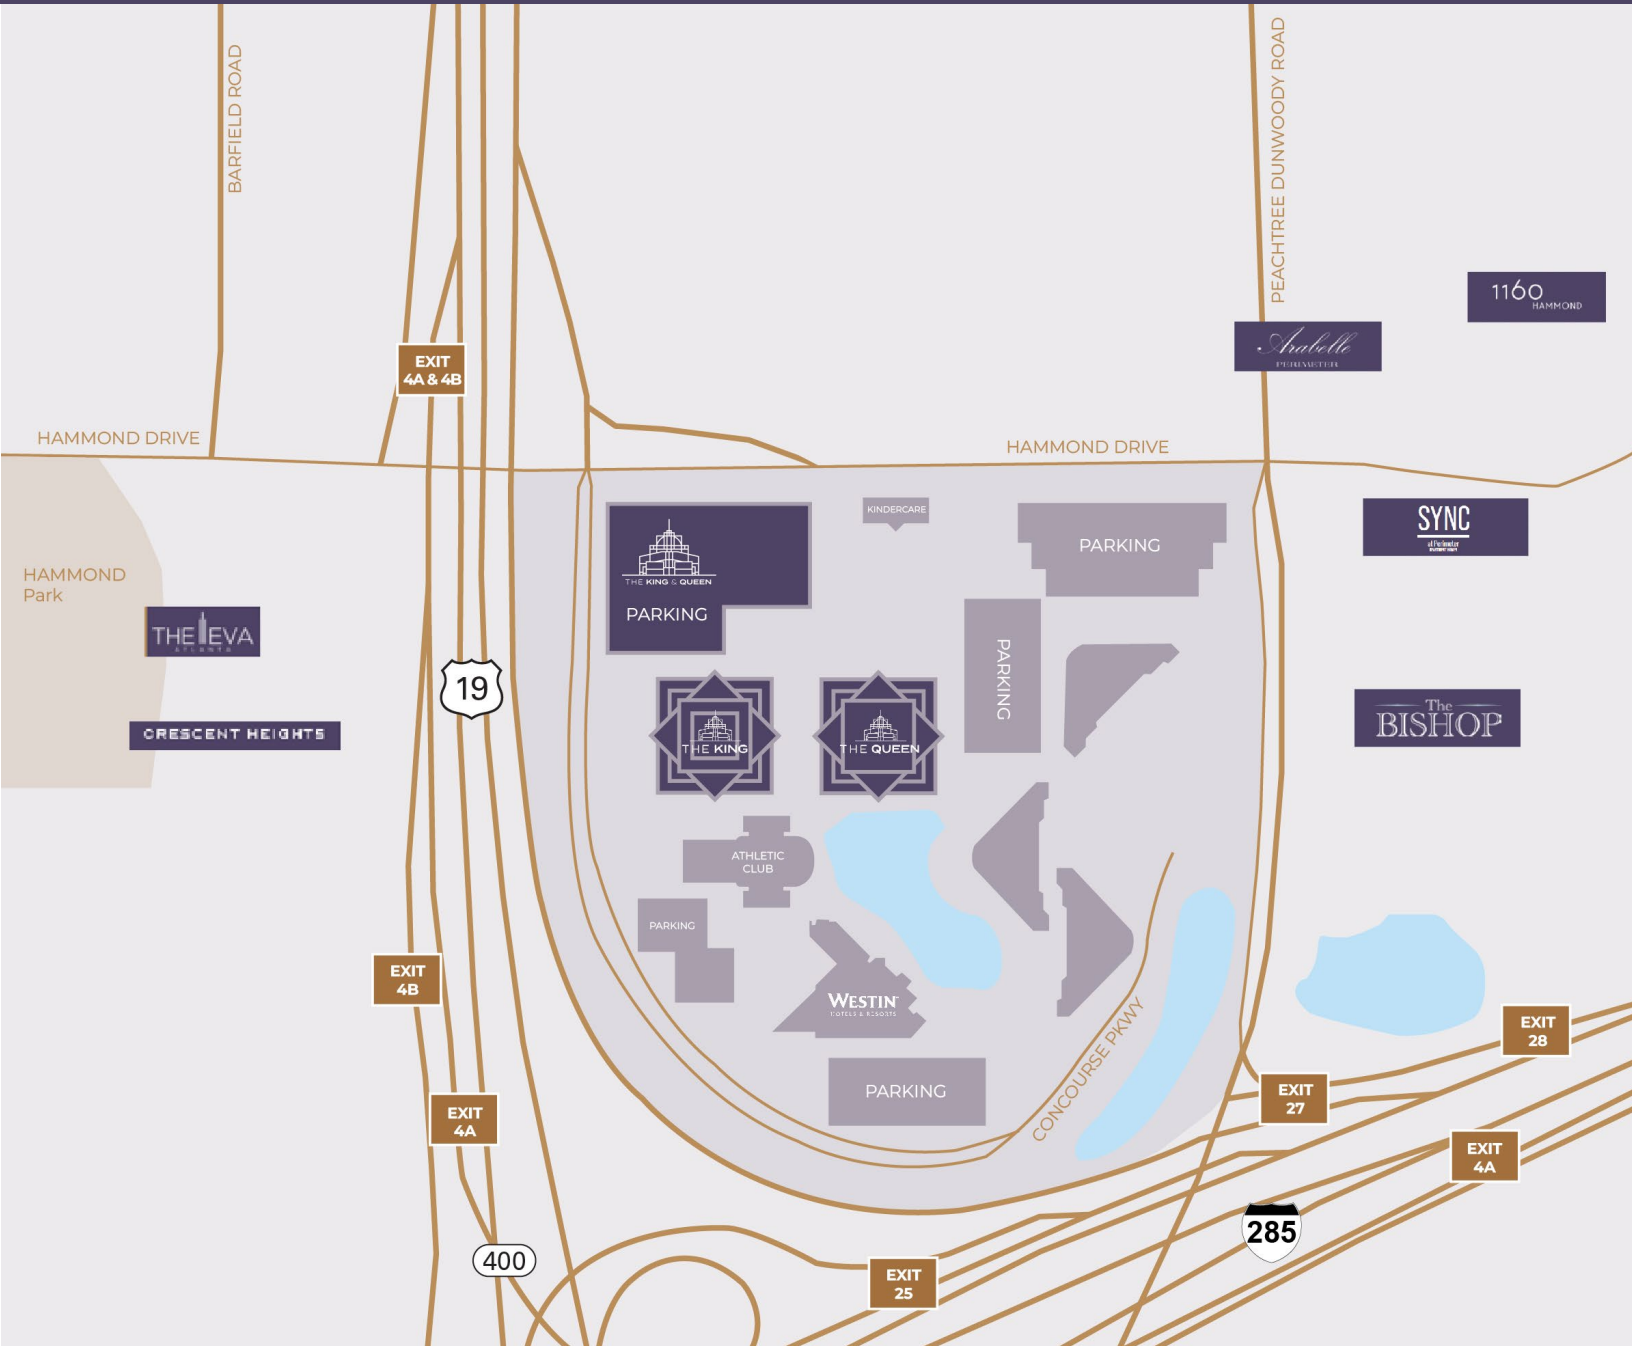 BARFIELD ROAD
PEACHTREE DUNWOODY ROAD
1160
HAMMOND
Arabelle
PERIMETER
EXIT
4A & 4B
HAMMOND DRIVE
HAMMOND DRIVE
THE KING & QUEEN
PARKING
KINDERCARE
PARKING
SYNC
at Perimeter
HAMMOND
Park
THE EVA
ATLANTA
PARKING
19
CRESCENT HEIGHTS
THE KING
THE QUEEN
The
BISHOP
ATHLETIC
CLUB
PARKING
EXIT
4B
WESTIN
HOTELS & RESORTS
CONCOURSE PKWY
EXIT
28
PARKING
EXIT
27
EXIT
4A
EXIT
4A
285
400
EXIT
25